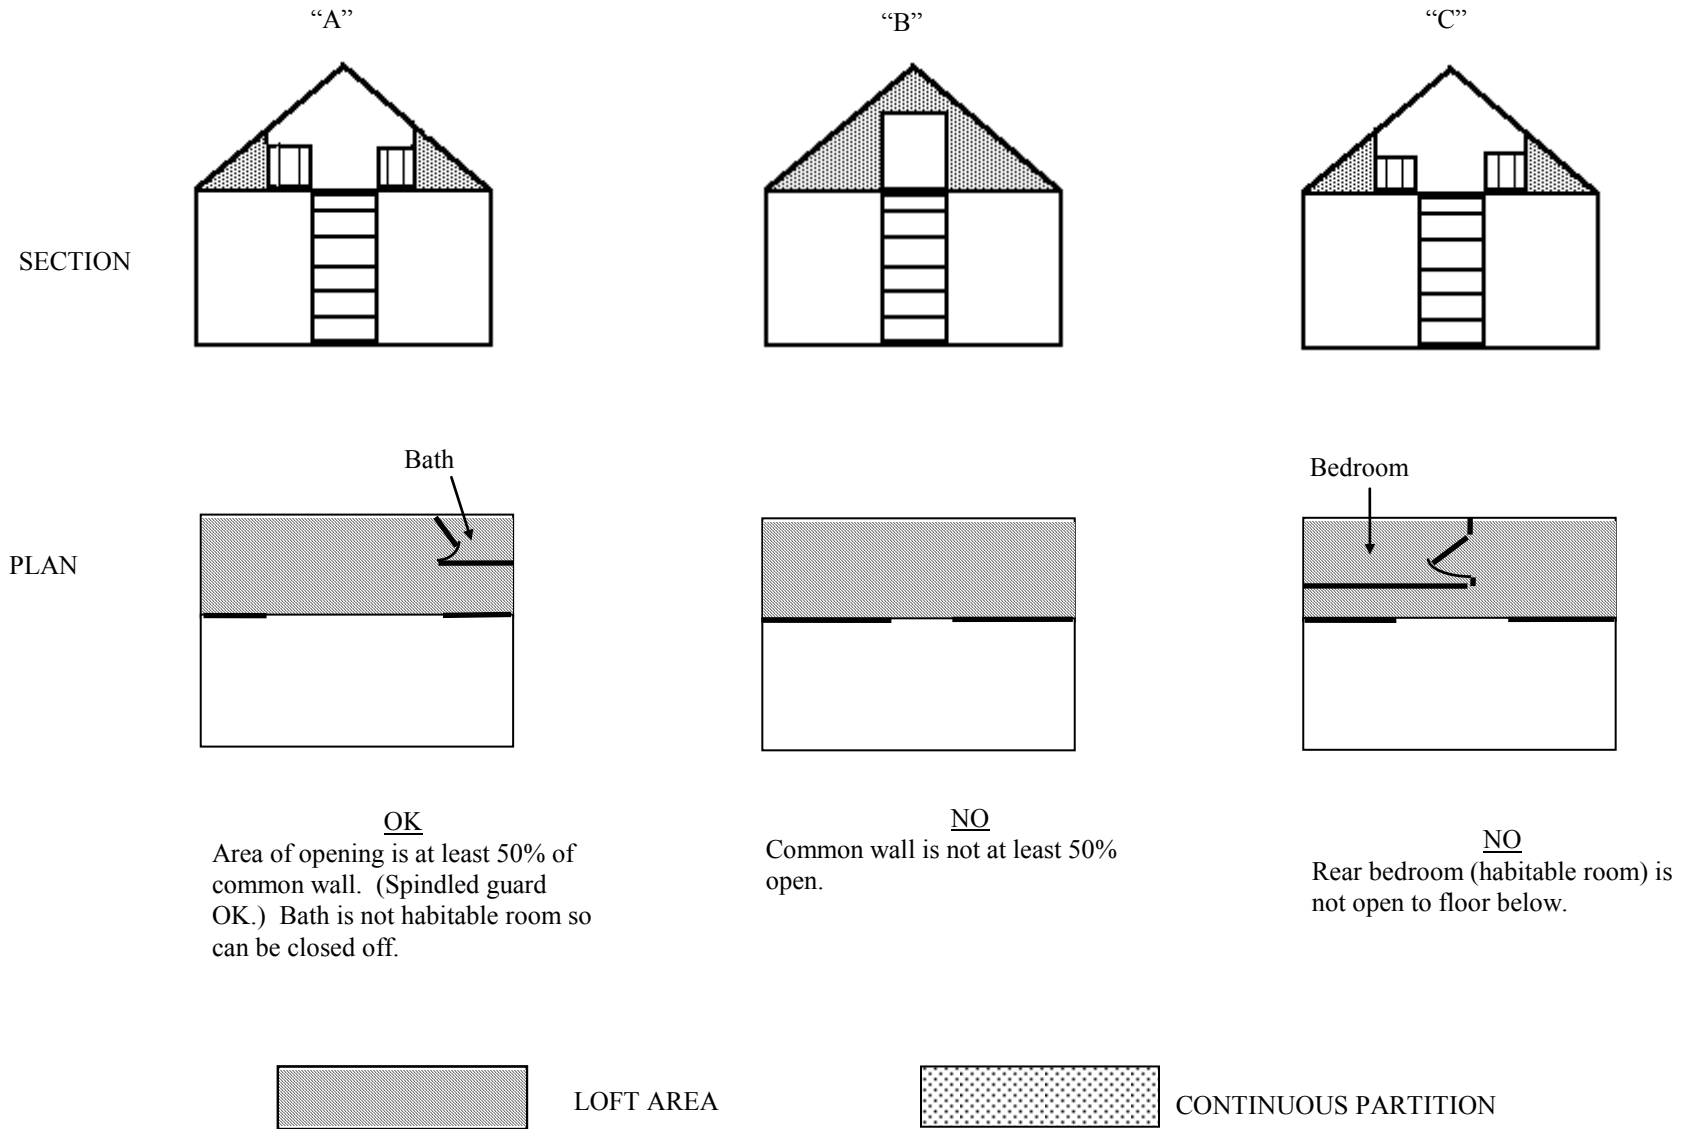 “A”
“B”
“C”
SECTION
Bath
Bedroom
PLAN
OK
Area of opening is at least 50% of
common wall.  (Spindled guard
OK.)  Bath is not habitable room so
can be closed off.
NO
Common wall is not at least 50%
open.
NO
Rear bedroom (habitable room) is
not open to floor below.
LOFT AREA
CONTINUOUS PARTITION